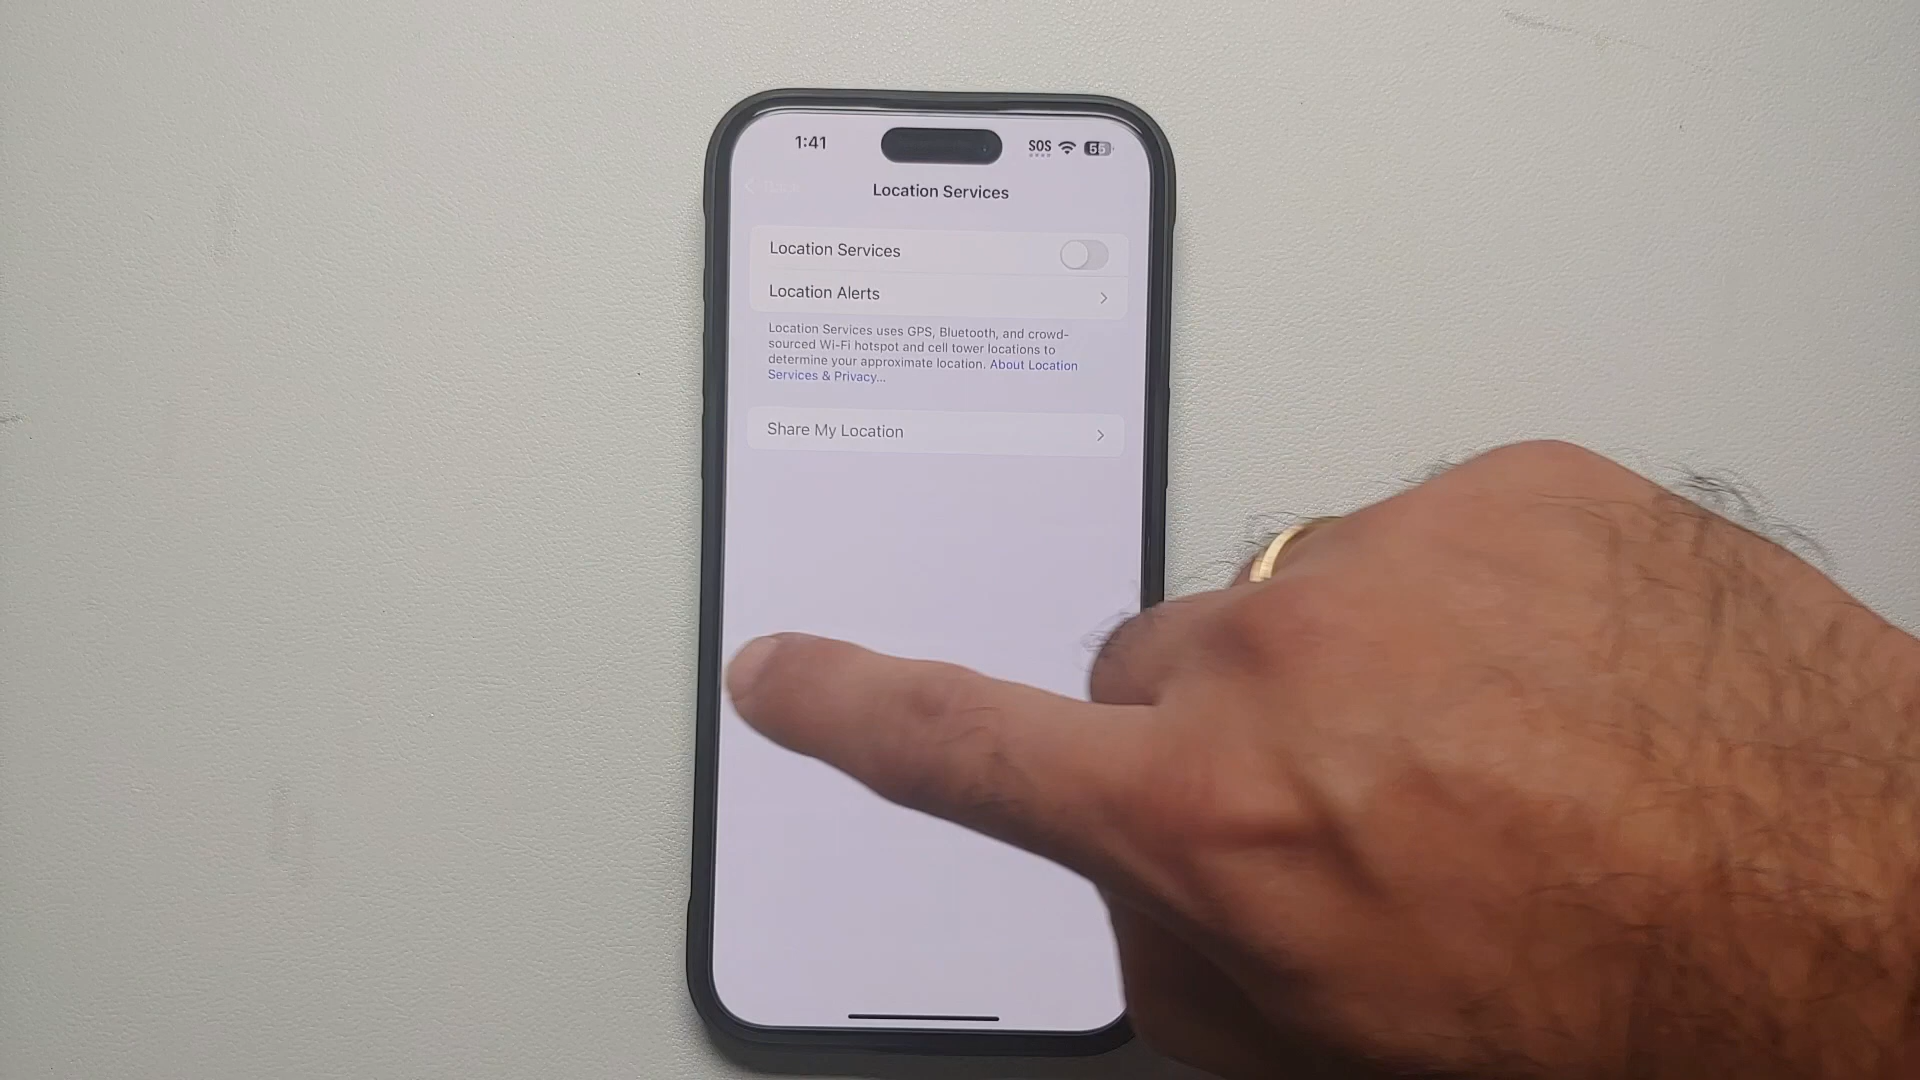 1:41
SOS
55
Location Services
Location Services
Location Alerts
Location Services uses GPS, Bluetooth, and crowd-
sourced Wi-Fi hotspot and cell tower locations to
determine your approximate location. About Location
Services & Privacy...
Share My Location